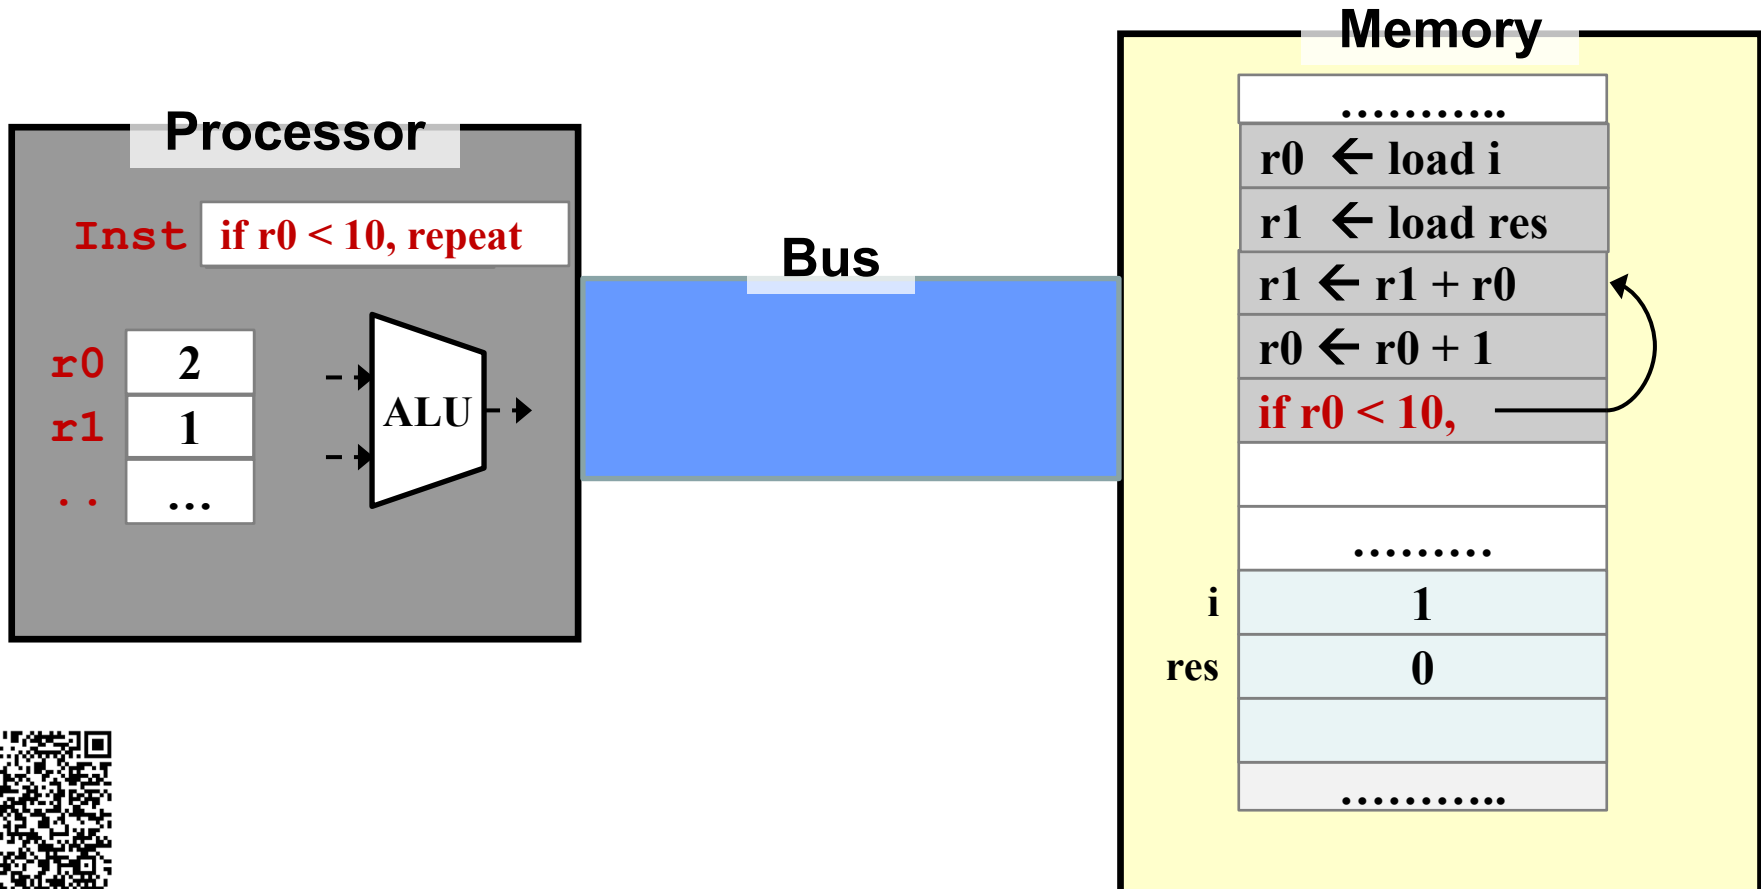 Memory
Processor
………...
r0 ← load i
Inst if r0 < 10, repeat
r1 ← load res
Bus
r1 ← r1 + r0
r0 2
r0 ← r0 + 1
r1 1
ALU
if r0 < 10,
.. …
………
i 1
res 0
………...